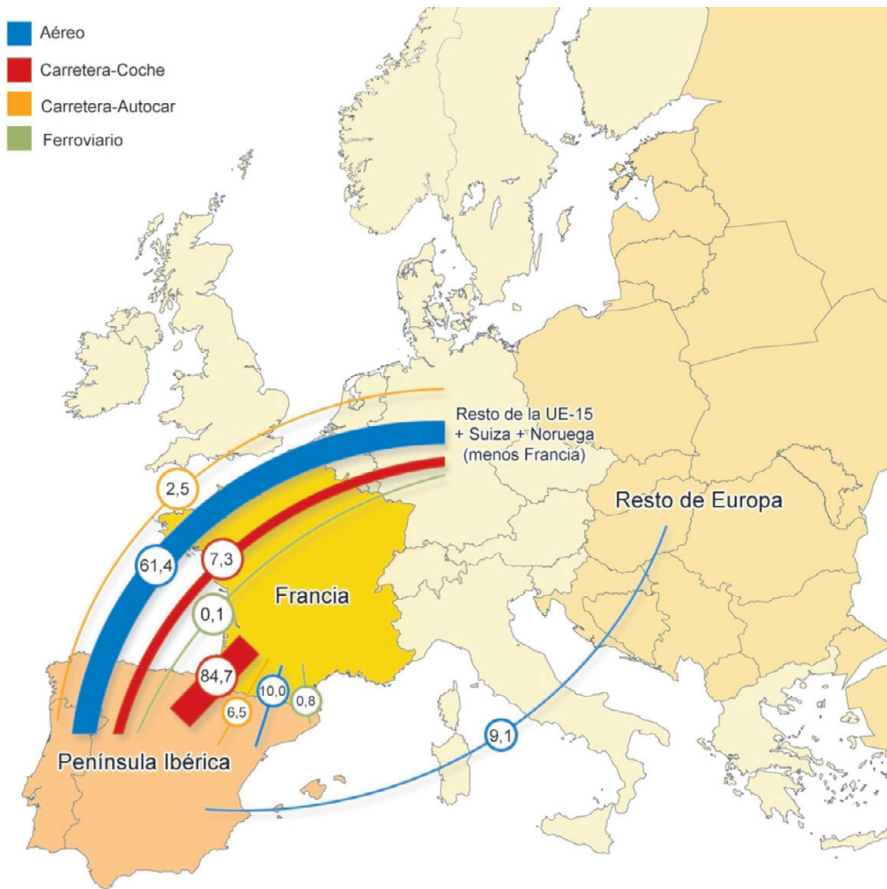 Aéreo
Carretera-Coche
Carretera-Autocar
Ferroviario
Resto de la UE-15
+ Suiza + Noruega
(menos Francia)
Resto de Europa
2,5
61,4
7,3
0,1
Francia
84,7
6,5
10,0
0,8
9,1
Península Ibérica